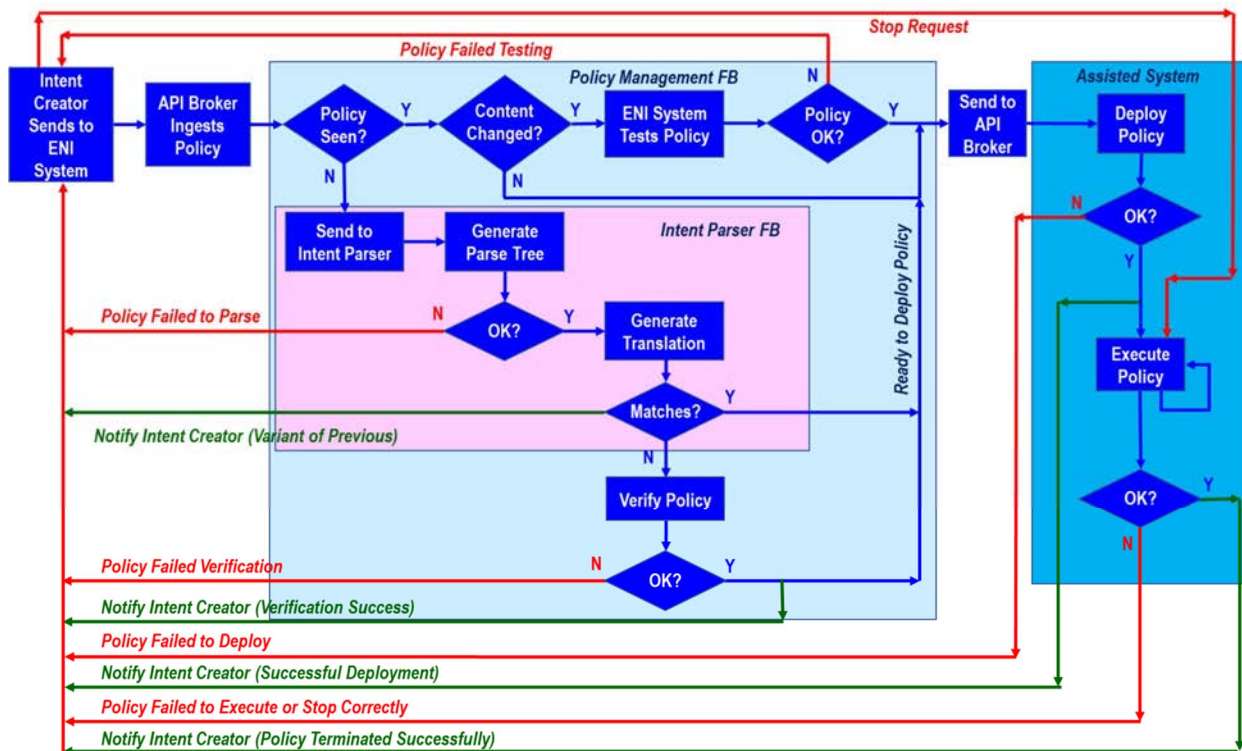 Stop Request
Policy Failed Testing
Policy Management FB
Assisted System
Intent
Creator
Sends to
ENI
System
API Broker
Ingests
Policy
Policy
Seen?
Y
N
Content
Changed?
Y
N
ENI System
Tests Policy
N
Policy
OK?
Y
Send to
API
Broker
Deploy
Policy
N
OK?
Y
Send to
Intent Parser
Generate
Parse Tree
Intent Parser FB
Ready to Deploy Policy
Policy Failed to Parse
N
OK?
Y
Generate
Translation
Execute
Policy
Matches?
Y
N
Notify Intent Creator (Variant of Previous)
Verify Policy
OK?
Y
N
Policy Failed Verification
N
OK?
Y
Notify Intent Creator (Verification Success)
Policy Failed to Deploy
Notify Intent Creator (Successful Deployment)
Policy Failed to Execute or Stop Correctly
Notify Intent Creator (Policy Terminated Successfully)